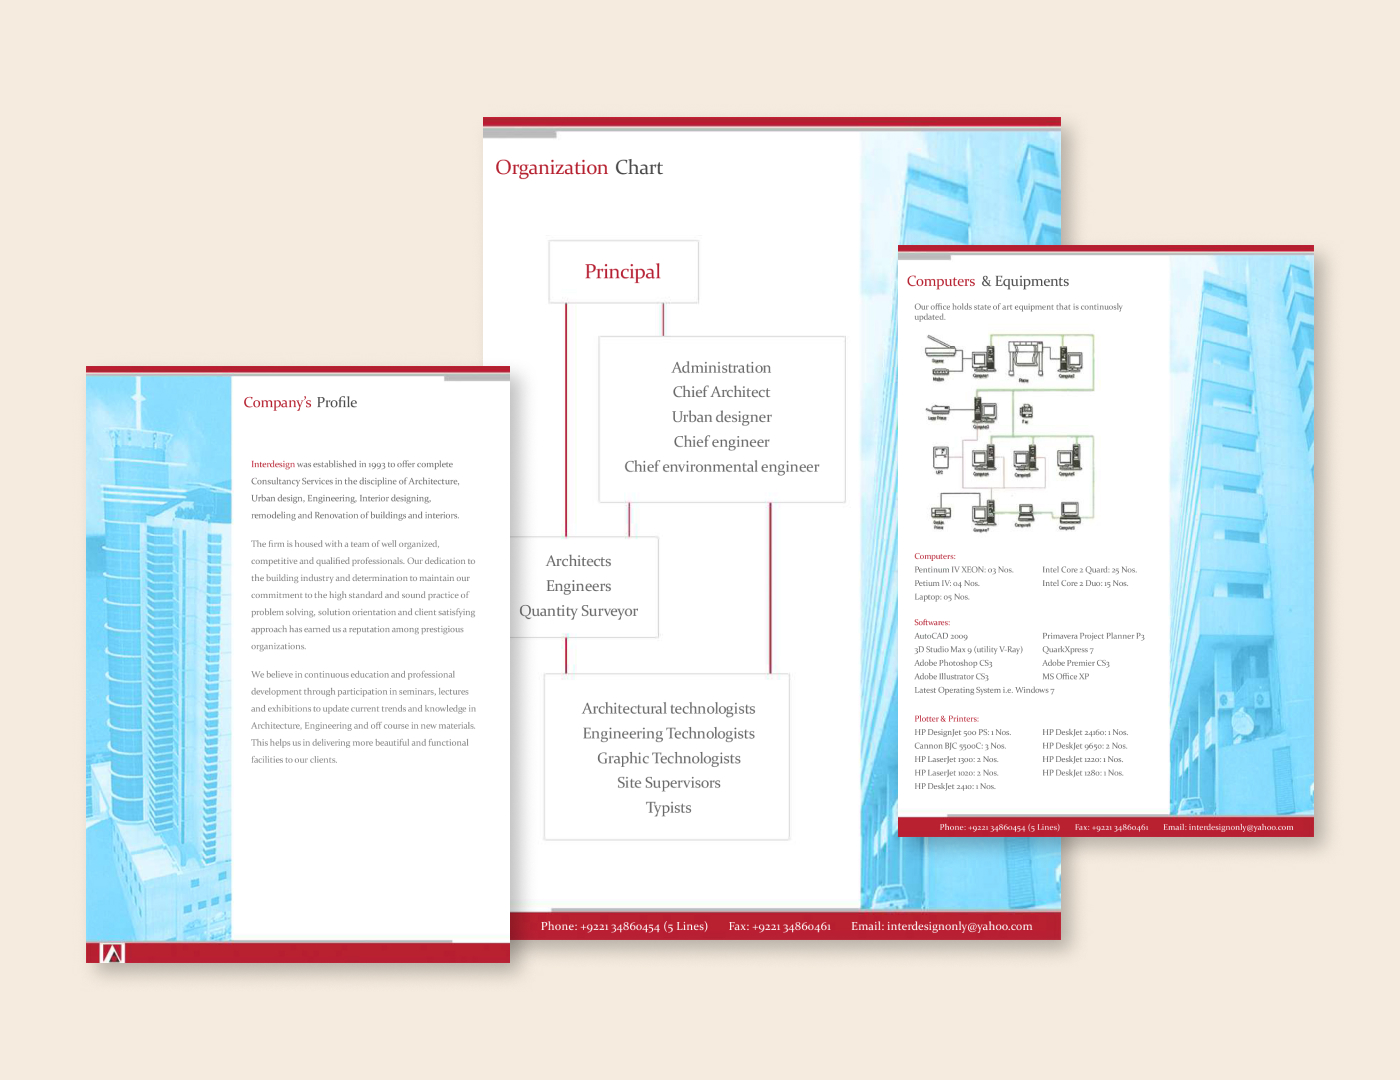 Organization Chart
Principal
Administration
Chief Architect
Urban designer
Chief engineer
Chief environmental engineer
Architects
Engineers
Quantity Surveyor
Architectural technologists
Engineering Technologists
Graphic Technologists
Site Supervisors
Typists
Phone: +9221 34860454 (5 Lines) Fax: +9221 34860461 Email: interdesignonly@yahoo.com
Company's Profile
Interdesign was established in 1993 to offer complete
Consultancy Services in the discipline of Architecture,
Urban design, Engineering, Interior designing,
remodeling and Renovation of buildings and interiors.
The firm is housed with a team of well organized,
competitive and qualified professionals. Our dedication to
the building industry and determination to maintain our
commitment to the high standard and sound practice of
problem solving, solution orientation and client satisfying
approach has earned us a reputation among prestigious
organizations.
We believe in continuous education and professional
development through participation in seminars, lectures
and exhibitions to update current trends and knowledge in
Architecture, Engineering and off course in new materials.
This helps us in delivering more beautiful and functional
facilities to our clients.
Computers & Equipments
Our office holds state of art equipment that is continuosly
updated.
Computers:
Pentinum IV XEON: 03 Nos. Intel Core 2 Quard: 25 Nos.
Petium IV: 04 Nos. Intel Core 2 Duo: 15 Nos.
Laptop: 05 Nos.
Softwares:
AutoCAD 2009 Primavera Project Planner P3
3D Studio Max 9 (utility V-Ray) QuarkXpress 7
Adobe Photoshop CS3 Adobe Premier CS3
Adobe Illustrator CS3 MS Office XP
Latest Operating System i.e. Windows 7
Plotter & Printers:
HP DesignJet 500 PS: 1 Nos. HP DeskJet 24160: 1 Nos.
Cannon BJC 5500C: 3 Nos. HP DeskJet 9650: 2 Nos.
HP LaserJet 1300: 2 Nos. HP DeskJet 1220: 1 Nos.
HP LaserJet 1020: 2 Nos. HP DeskJet 1280: 1 Nos.
HP DeskJet 2410: 1 Nos.
Phone: +9221 34860454 (5 Lines) Fax: +9221 34860461 Email: interdesignonly@yahoo.com